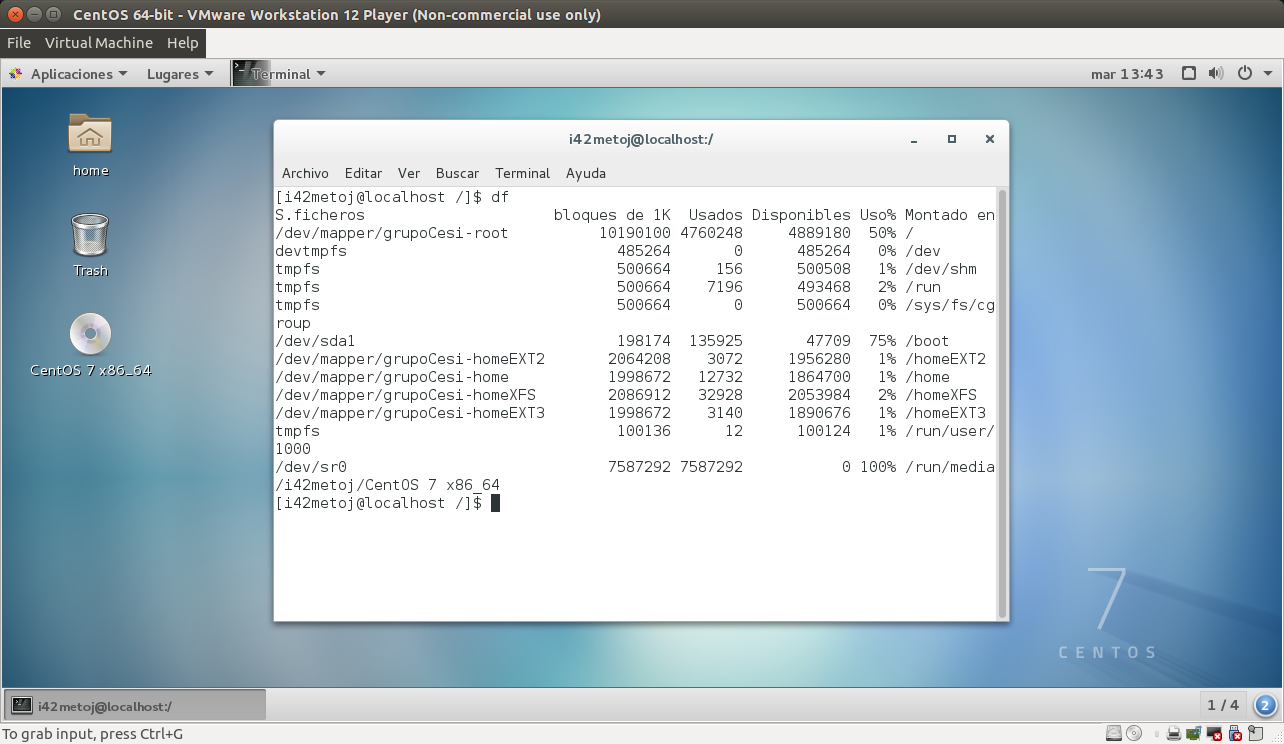 CentOS 64-bit - VMware Workstation 12 Player (Non-commercial use only)
File Virtual Machine Help
Aplicaciones Lugares Terminal mar 13:43
home
Trash
CentOS 7 x86_64
i42metoj@localhost:/
Archivo Editar Ver Buscar Terminal Ayuda
[i42metoj@localhost /]$ df
S.ficheros bloques de 1K Usados Disponibles Uso% Montado en
/dev/mapper/grupoCesi-root 10190100 4760248 4889180 50% /
devtmpfs 485264 0 485264 0% /dev
tmpfs 500664 156 500508 1% /dev/shm
tmpfs 500664 7196 493468 2% /run
tmpfs 500664 0 500664 0% /sys/fs/cg
roup
/dev/sda1 198174 135925 47709 75% /boot
/dev/mapper/grupoCesi-homeEXT2 2064208 3072 1956280 1% /homeEXT2
/dev/mapper/grupoCesi-home 1998672 12732 1864700 1% /home
/dev/mapper/grupoCesi-homeXFS 2086912 32928 2053984 2% /homeXFS
/dev/mapper/grupoCesi-homeEXT3 1998672 3140 1890676 1% /homeEXT3
tmpfs 100136 12 100124 1% /run/user/
1000
/dev/sr0 7587292 7587292 0 100% /run/media
/i42metoj/CentOS 7 x86_64
[i42metoj@localhost /]$
7
CENTOS
i42metoj@localhost:/ 1 / 4 2
To grab input, press Ctrl+G